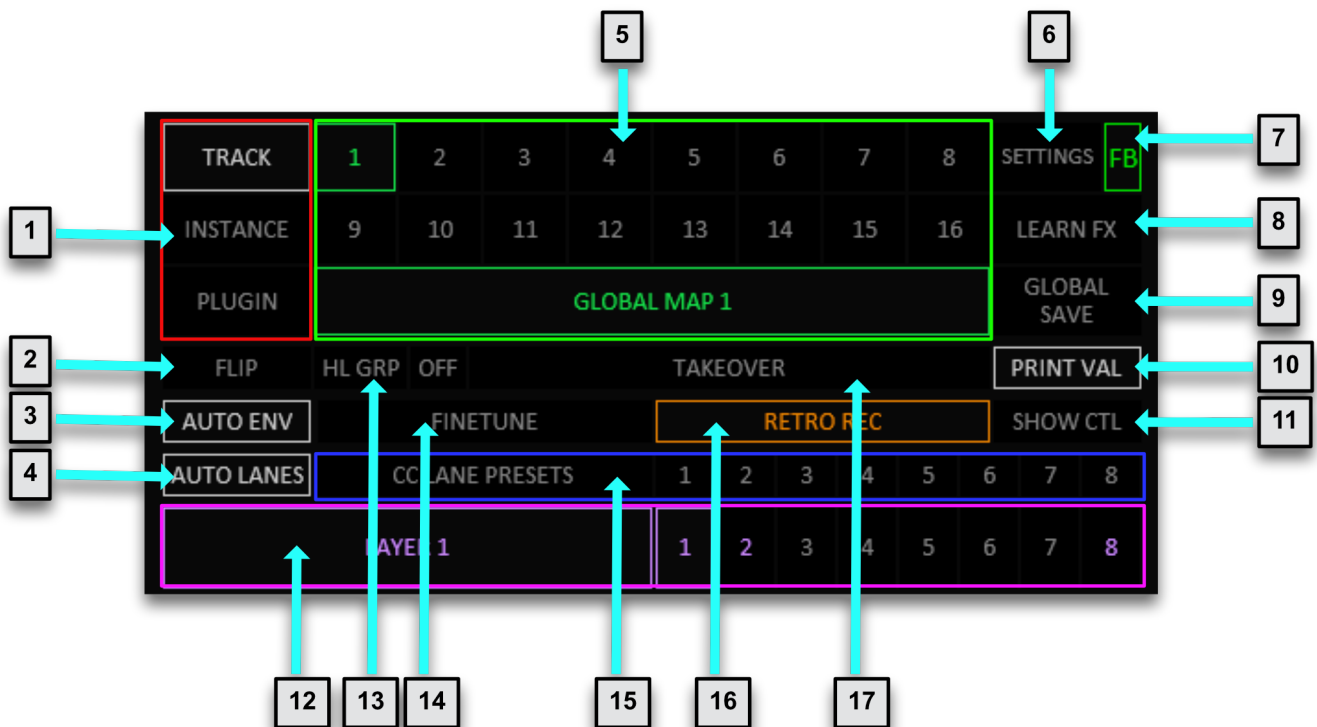 5 6
TRACK 1 2 3 4 5 6 7 8 SETTINGS FB 7
1 INSTANCE 9 10 11 12 13 14 15 16 LEARN FX 8
PLUGIN GLOBAL MAP 1 GLOBAL
SAVE 9
2 FLIP HL GRP OFF TAKEOVER PRINT VAL 10
3 AUTO ENV FINETUNE RETRO REC SHOW CTL 11
4 AUTO LANES CC LANE PRESETS 1 2 3 4 5 6 7 8
LAYER 1 1 2 3 4 5 6 7 8
12 13 14 15 16 17